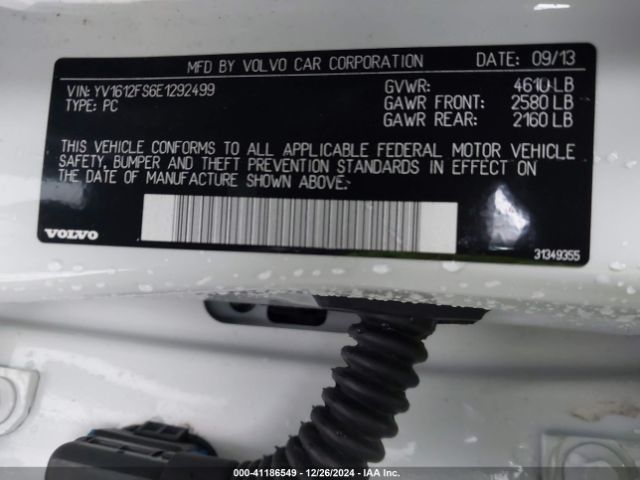 MFD BY VOLVO CAR CORPORATION DATE: 09/13
VIN: YV1612FS6E1292499 GVWR: 4610 LB
TYPE: PC GAWR FRONT: 2580 LB
GAWR REAR: 2160 LB
THIS VEHICLE CONFORMS TO ALL APPLICABLE FEDERAL MOTOR VEHICLE
SAFETY, BUMPER AND THEFT PREVENTION STANDARDS IN EFFECT ON
THE DATE OF MANUFACTURE SHOWN ABOVE.
VOLVO 31349355
000-41186549 • 12/26/2024 • IAA Inc.